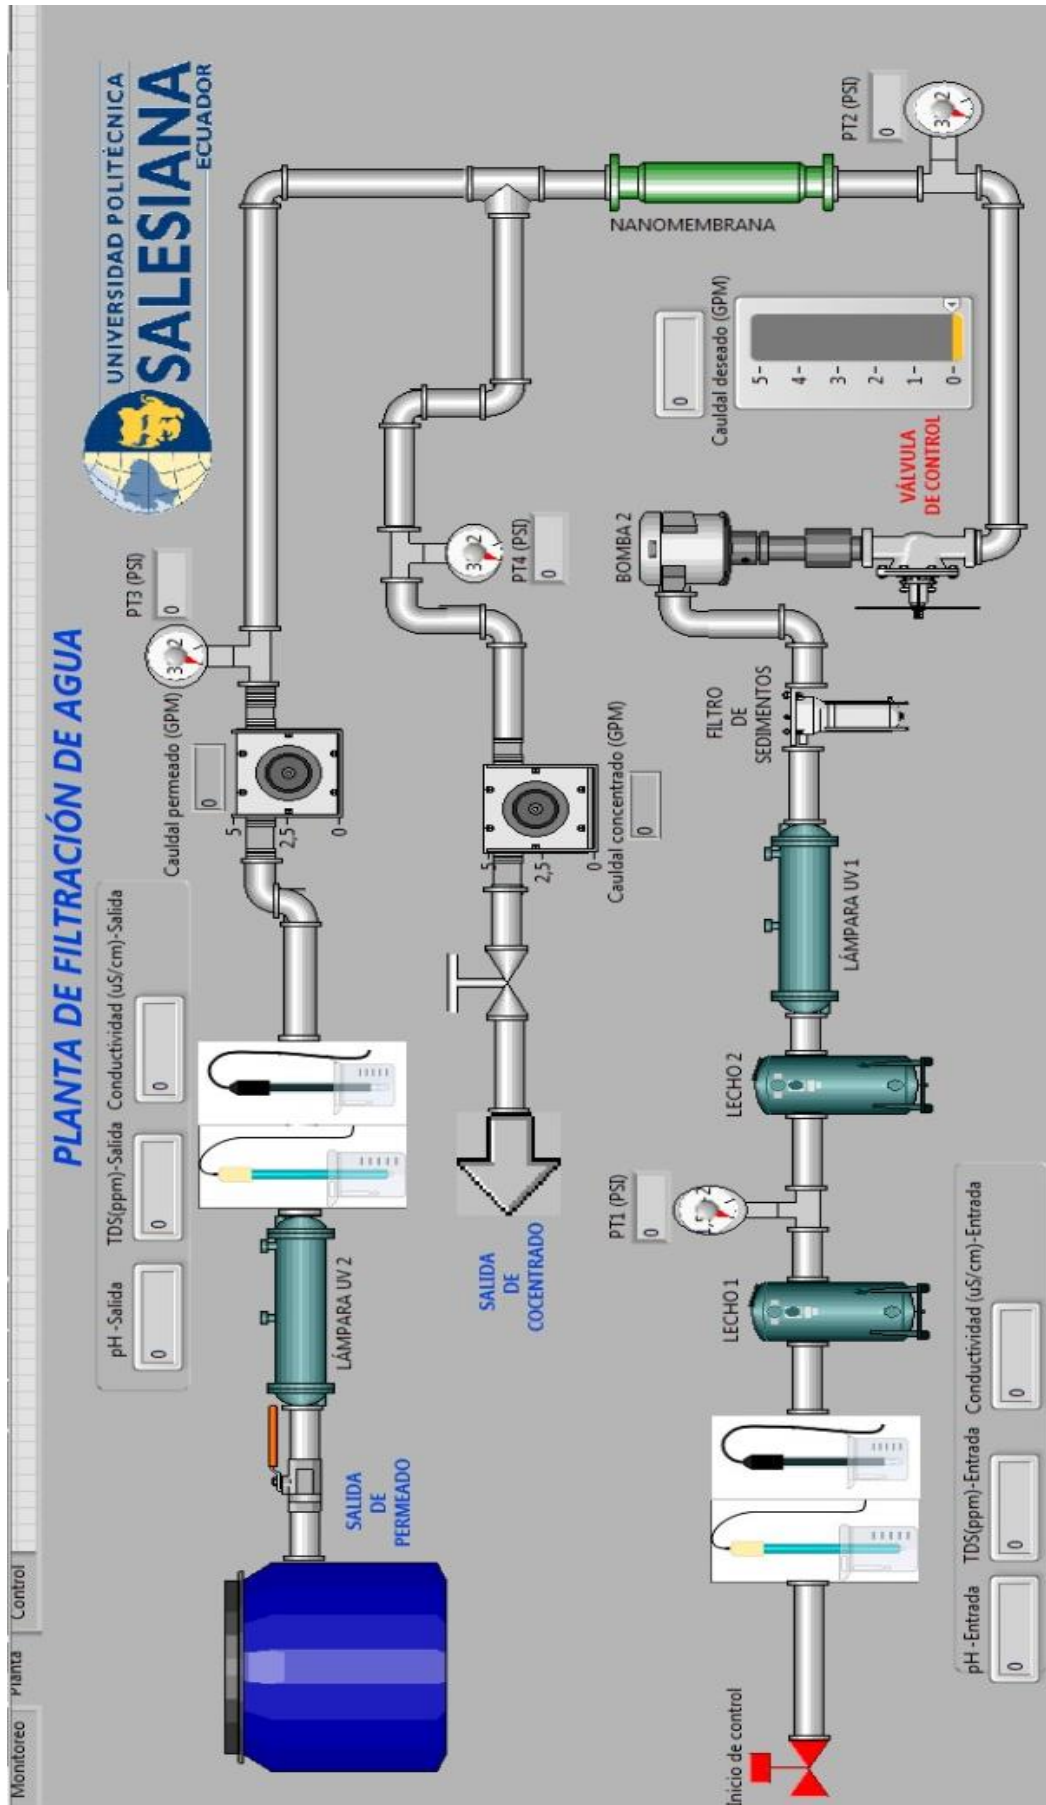 Monitoreo
Planta
Control
PLANTA DE FILTRACIÓN DE AGUA
UNIVERSIDAD POLITÉCNICA
SALESIANA
ECUADOR
pH -Salida
TDS(ppm)-Salida
Conductividad (uS/cm)-Salida
0
0
0
Cauldal permeado (GPM)
0
5
2,5
0
PT3 (PSI)
0
LÁMPARA UV 2
SALIDA
DE
PERMEADO
SALIDA
DE
COCENTRADO
5
2,5
0
Cauldal concentrado (GPM)
0
PT4 (PSI)
0
NANOMEMBRANA
Cauldal deseado (GPM)
0
5
4
3
2
1
0
PT2 (PSI)
0
VÁLVULA
DE CONTROL
BOMBA 2
FILTRO
DE
SEDIMENTOS
LÁMPARA UV 1
LECHO 2
PT1 (PSI)
0
LECHO 1
Inicio de control
pH -Entrada
TDS(ppm)-Entrada
Conductividad (uS/cm)-Entrada
0
0
0